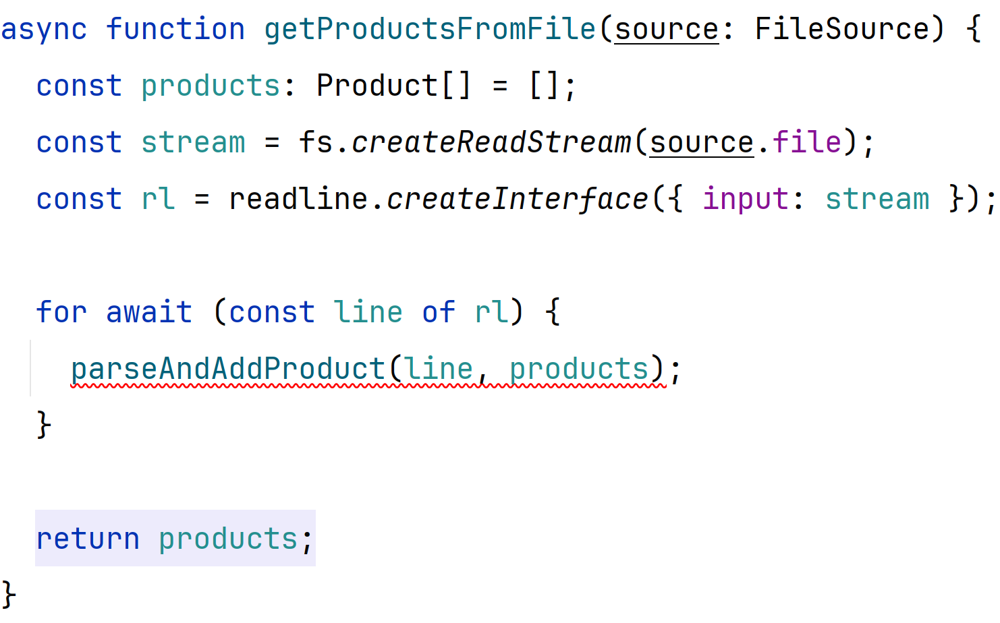 async function getProductsFromFile(source: FileSource) {
  const products: Product[] = [];
  const stream = fs.createReadStream(source.file);
  const rl = readline.createInterface({ input: stream });

  for await (const line of rl) {
    parseAndAddProduct(line, products);
  }

  return products;
}